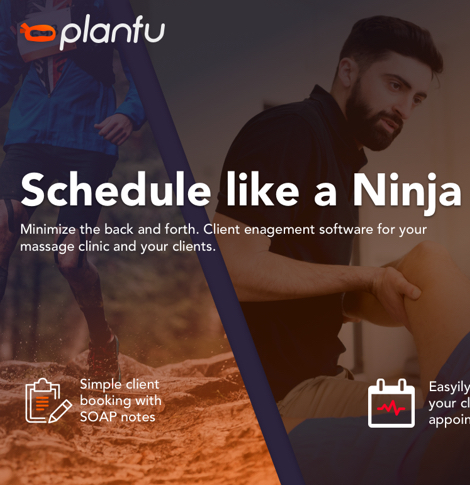 planfu
Schedule like a Ninja
Minimize the back and forth. Client enagement software for your
massage clinic and your clients.
Simple client
booking with
SOAP notes
Easyily
your cl
appoin